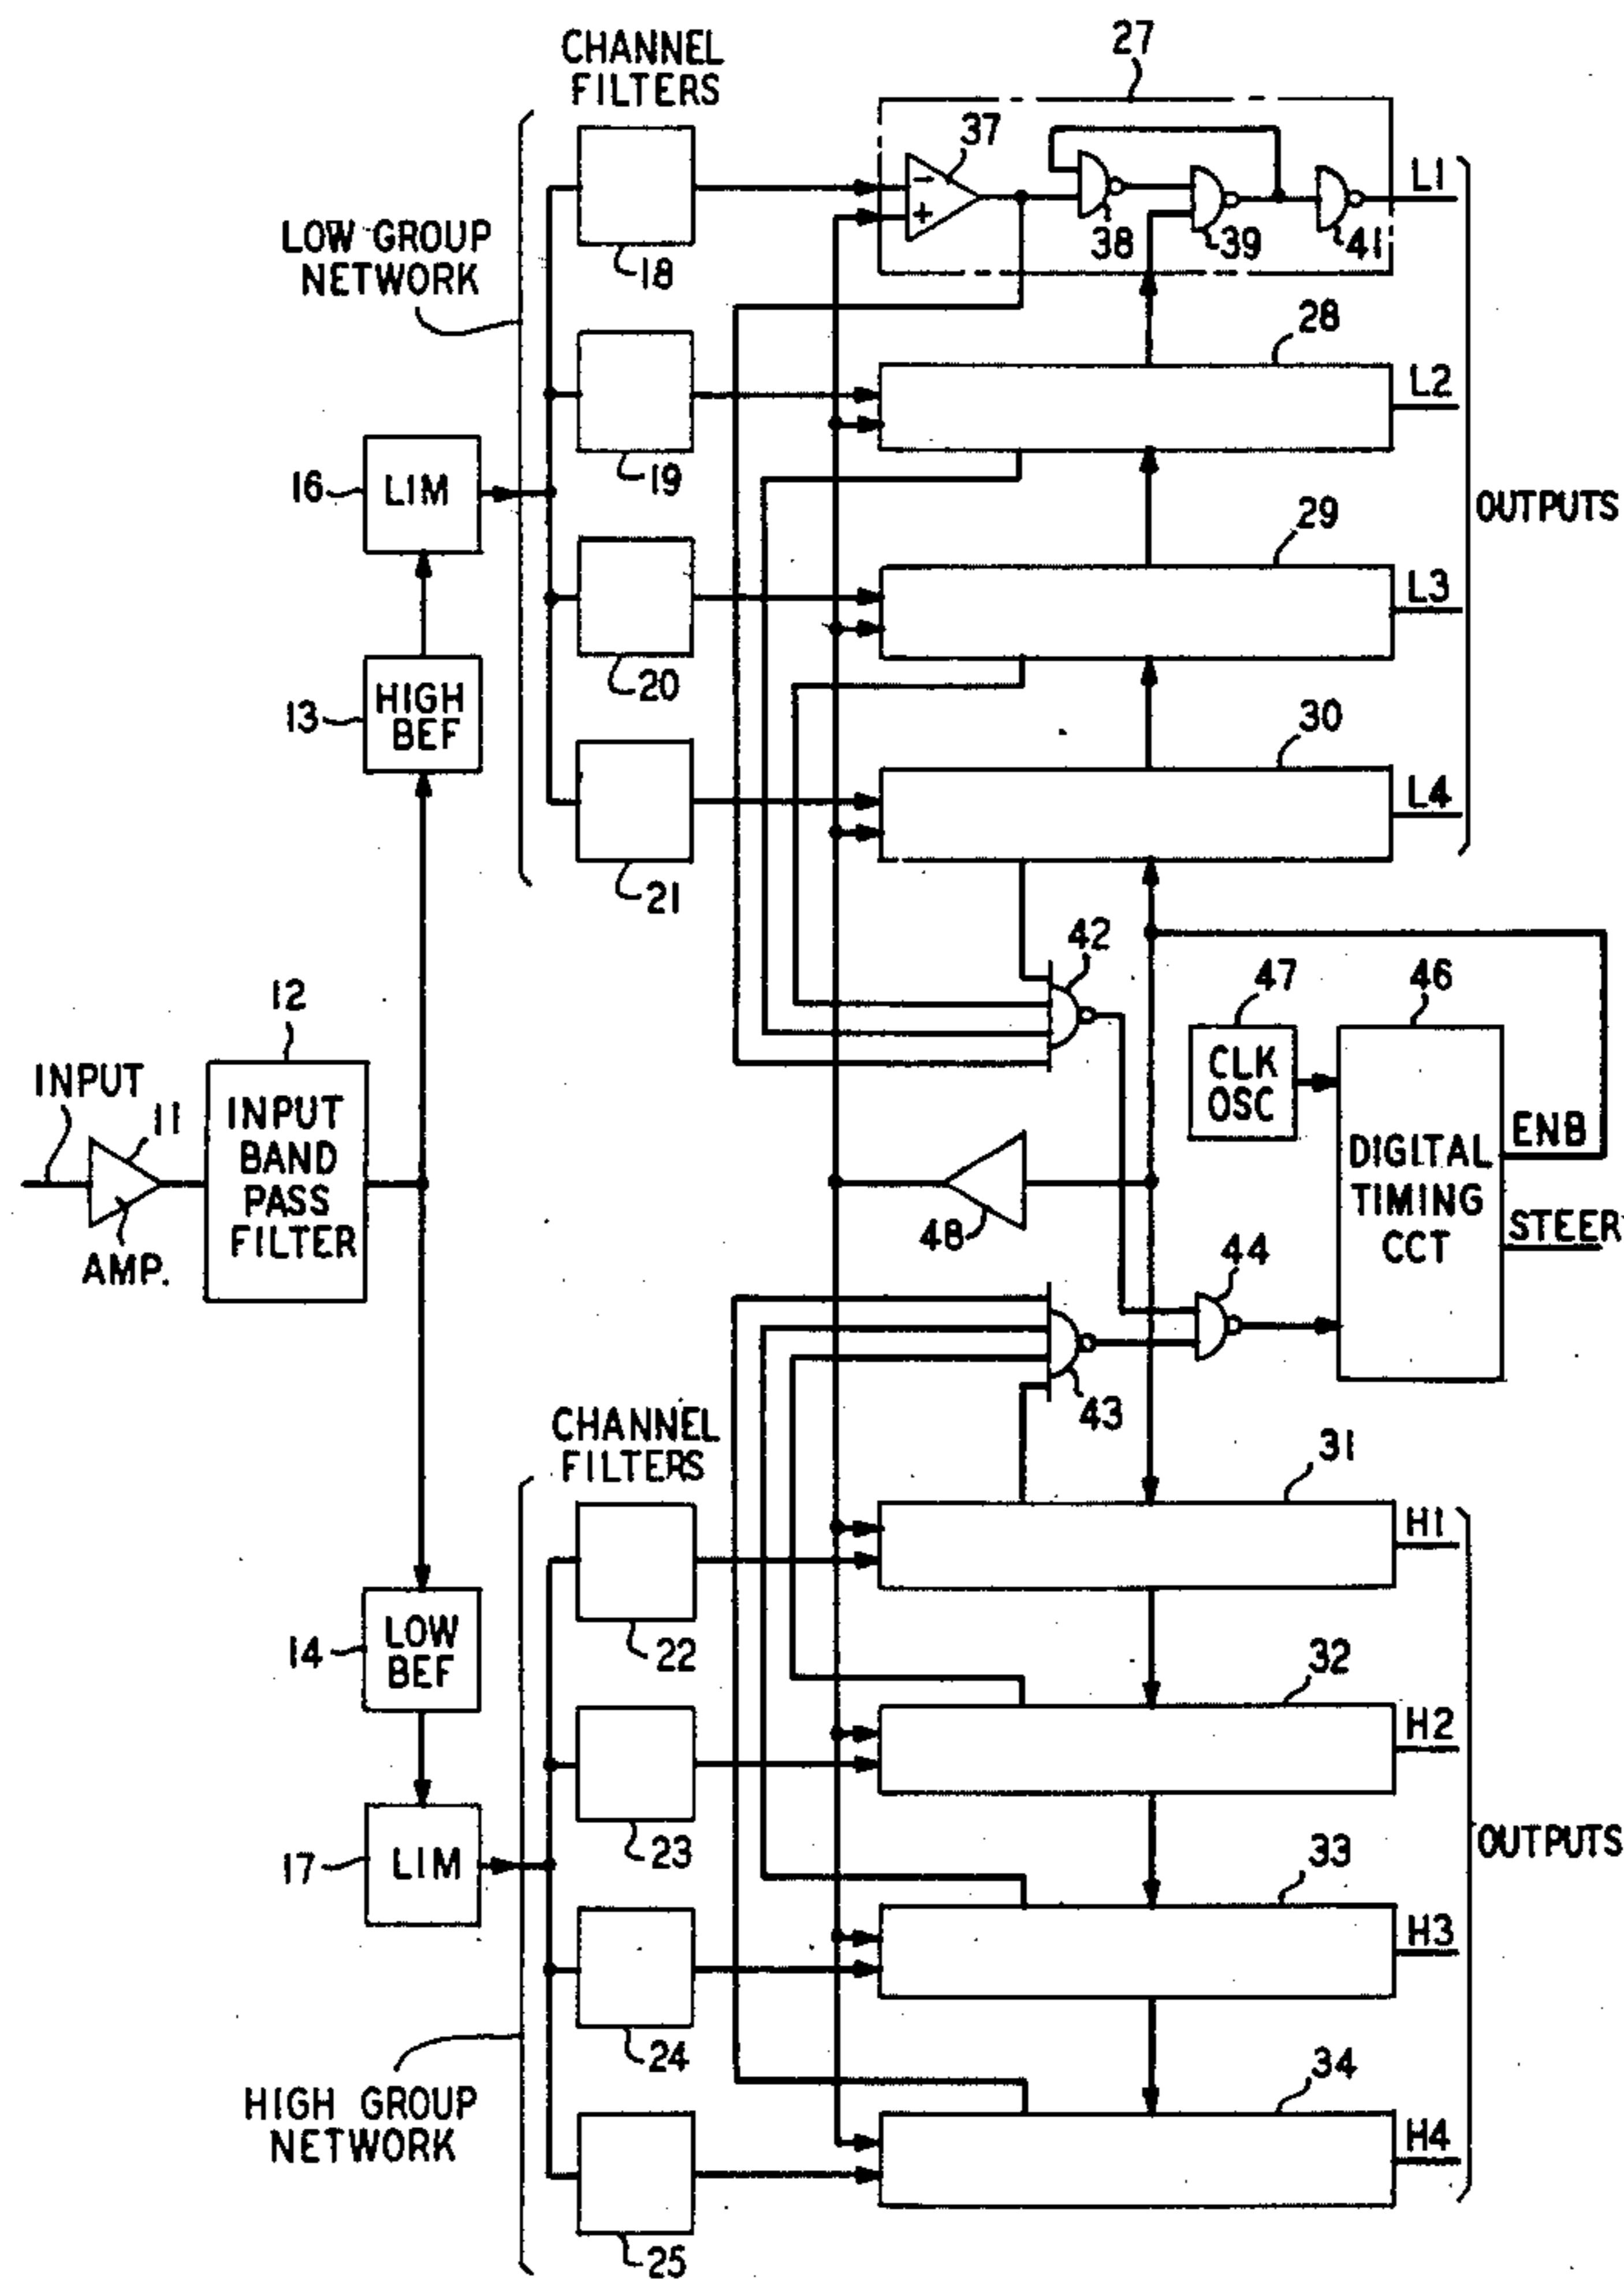 27
CHANNEL
FILTERS
37
−
+
38
39
41
L1
LOW GROUP
NETWORK
18
28
L2
16
LIM
19
OUTPUTS
29
L3
13
HIGH
BEF
20
30
L4
21
42
47
46
12
CLK
OSC
INPUT
11
INPUT
BAND
PASS
FILTER
ENB
DIGITAL
TIMING
CCT
STEER
AMP.
48
44
43
CHANNEL
FILTERS
31
H1
14
LOW
BEF
22
32
H2
17
LIM
23
OUTPUTS
33
H3
24
34
HIGH GROUP
NETWORK
H4
25